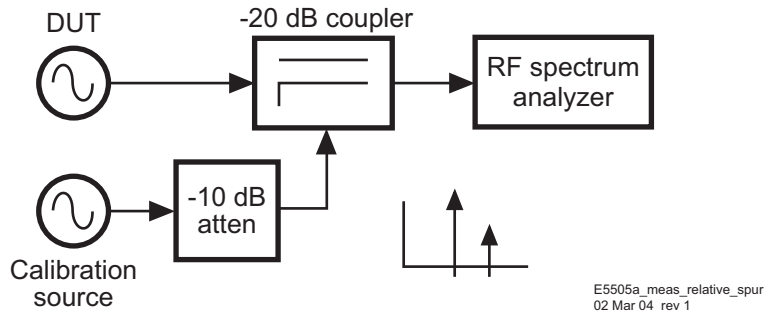 DUT
-20 dB coupler
RF spectrum
analyzer
-10 dB
atten
Calibration
source
E5505a_meas_relative_spur
02 Mar 04 rev 1